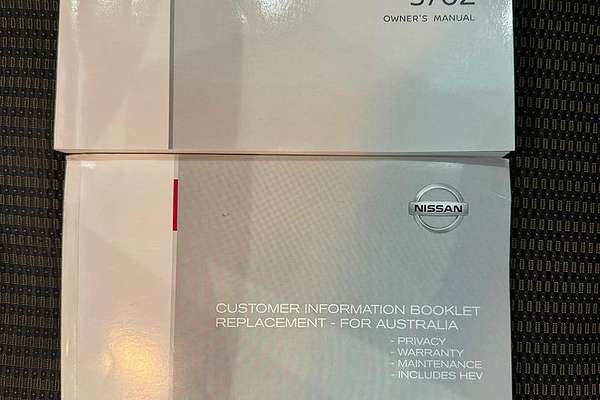 OWNER'S MANUAL
NISSAN
CUSTOMER INFORMATION BOOKLET
REPLACEMENT - FOR AUSTRALIA
- PRIVACY
- WARRANTY
- MAINTENANCE
- INCLUDES HEV